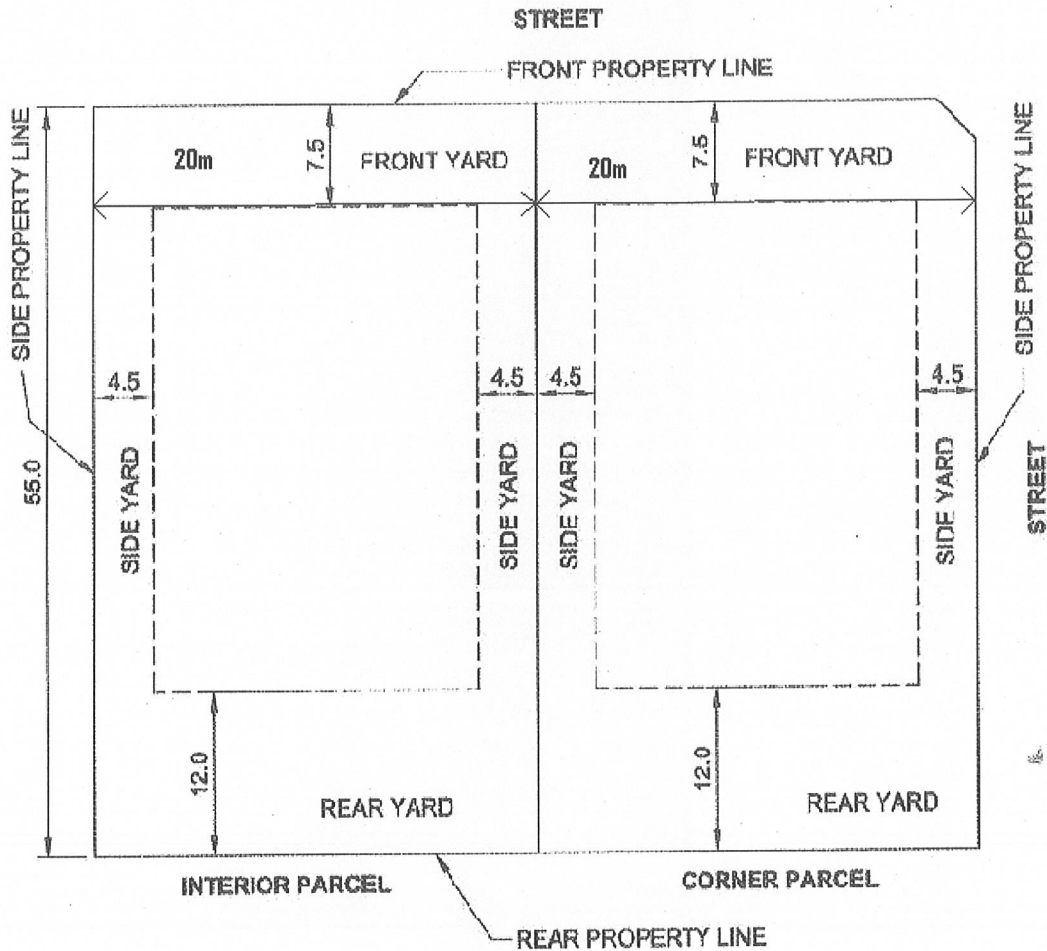 STREET
FRONT PROPERTY LINE
SIDE PROPERTY LINE
20m
7.5
FRONT YARD
20m
7.5
FRONT YARD
SIDE PROPERTY LINE
4.5
4.5
4.5
4.5
55.0
SIDE YARD
SIDE YARD
SIDE YARD
SIDE YARD
STREET
12.0
REAR YARD
12.0
REAR YARD
INTERIOR PARCEL
CORNER PARCEL
REAR PROPERTY LINE